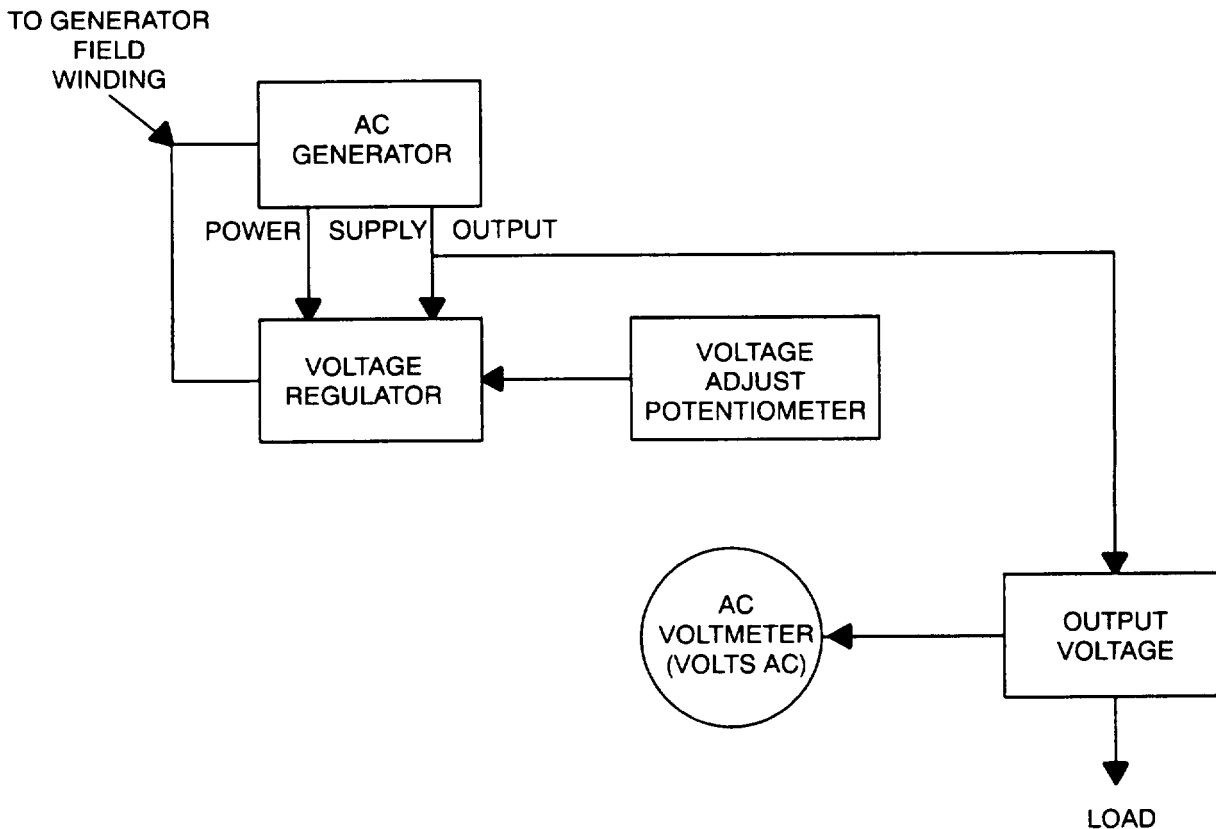 TO GENERATOR
FIELD
WINDING
AC
GENERATOR
POWER SUPPLY OUTPUT
VOLTAGE
REGULATOR
VOLTAGE
ADJUST
POTENTIOMETER
AC
VOLTMETER
(VOLTS AC)
OUTPUT
VOLTAGE
LOAD